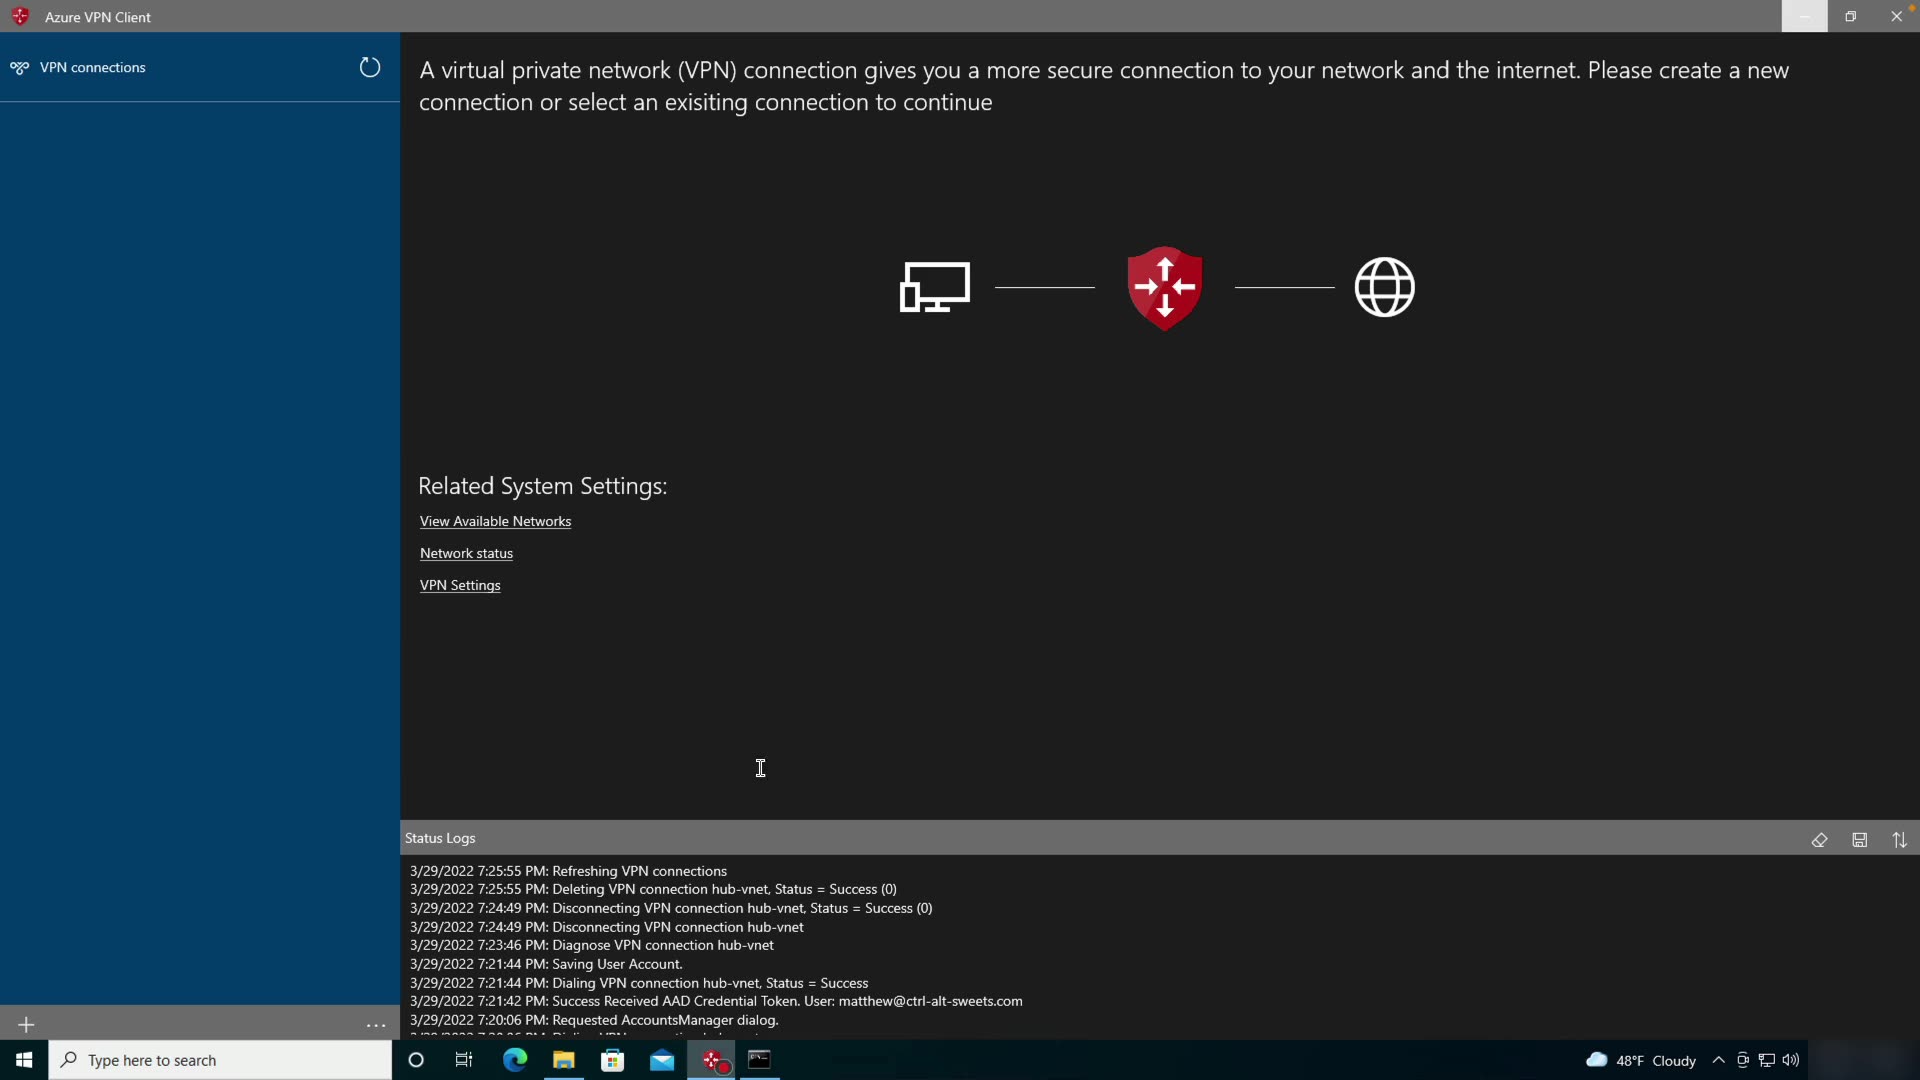 Azure VPN Client
VPN connections
A virtual private network (VPN) connection gives you a more secure connection to your network and the internet. Please create a new
connection or select an exisiting connection to continue
Related System Settings:
View Available Networks
Network status
VPN Settings
Status Logs
3/29/2022 7:25:55 PM: Refreshing VPN connections
3/29/2022 7:25:55 PM: Deleting VPN connection hub-vnet, Status = Success (0)
3/29/2022 7:24:49 PM: Disconnecting VPN connection hub-vnet, Status = Success (0)
3/29/2022 7:24:49 PM: Disconnecting VPN connection hub-vnet
3/29/2022 7:23:46 PM: Diagnose VPN connection hub-vnet
3/29/2022 7:21:44 PM: Saving User Account.
3/29/2022 7:21:44 PM: Dialing VPN connection hub-vnet, Status = Success
3/29/2022 7:21:42 PM: Success Received AAD Credential Token. User: matthew@ctrl-alt-sweets.com
3/29/2022 7:20:06 PM: Requested AccountsManager dialog.
Type here to search
48°F Cloudy